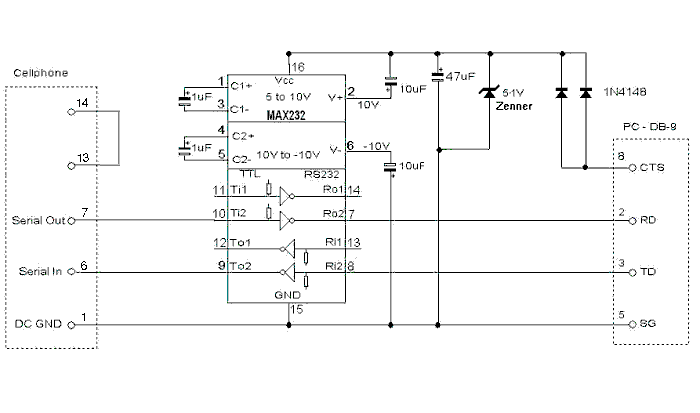 Cellphone
14
13
Serial Out 7
Serial In 6
DC GND 1
16
Vcc
1 C1+
1uF
3 C1-
5 to 10V
MAX232
V+ 2
10V
10uF
47uF
5·1V
Zenner
1N4148
4 C2+
1uF
5 C2-
10V to -10V
V- 6 -10V
10uF
TTL RS232
11 Ti1 Ro1 14
10 Ti2 Ro2 7
12 To1 Ri1 13
9 To2 Ri2 8
GND
15
PC - DB-9
8 CTS
2 RD
3 TD
5 SG